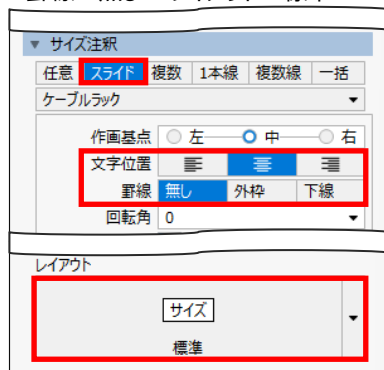 ▼ サイズ注釈
任意 スライド 複数 1本線 複数線 一括
ケーブルラック
作画基点 左 中 右
文字位置
罫線 無し 外枠 下線
回転角 0
レイアウト
サイズ
標準